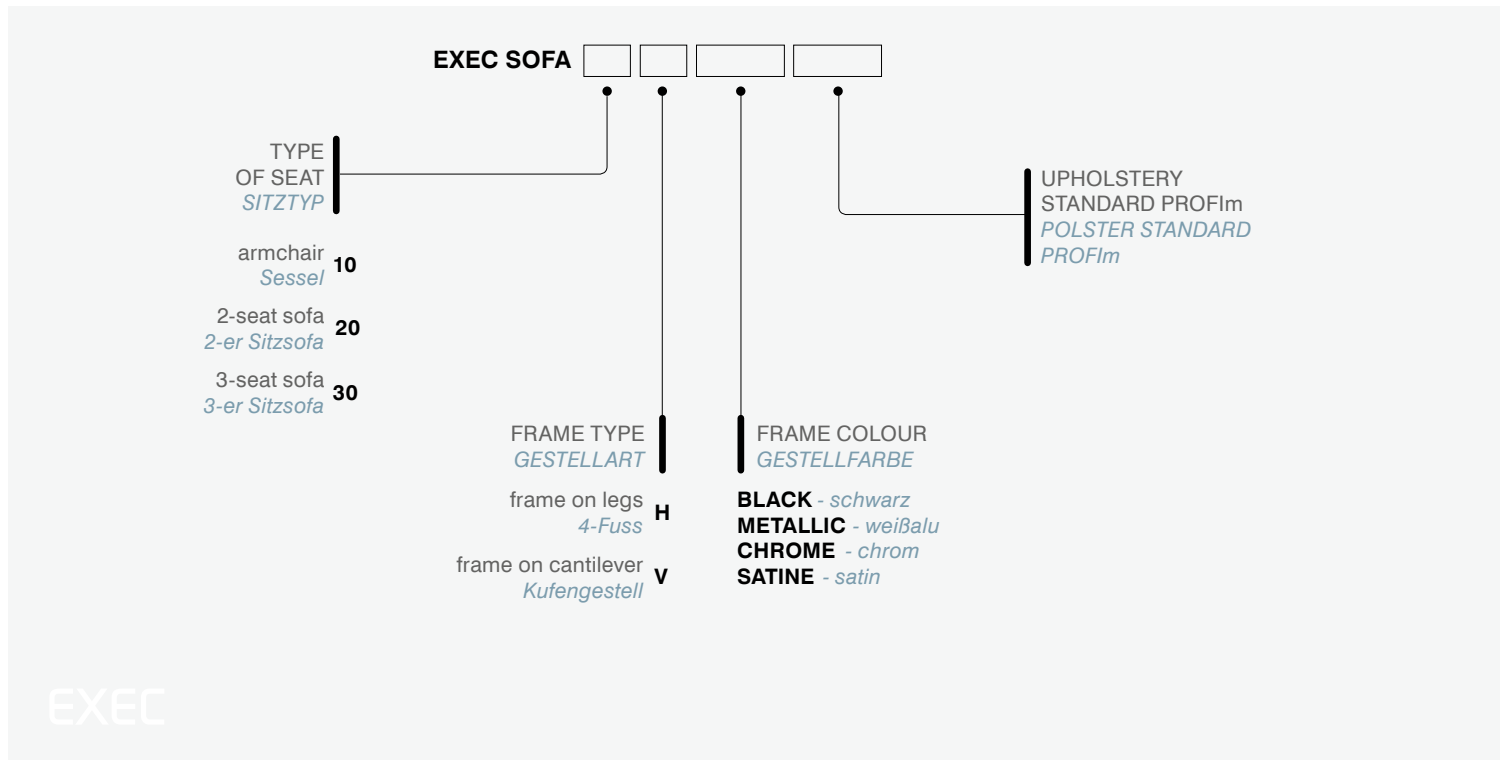 EXEC SOFA
TYPE
OF SEAT
SITZTYP
armchair
Sessel
10
2-seat sofa
2-er Sitzsofa
20
3-seat sofa
3-er Sitzsofa
30
FRAME TYPE
GESTELLART
frame on legs
4-Fuss
H
frame on cantilever
Kufengestell
V
FRAME COLOUR
GESTELLFARBE
BLACK - schwarz
METALLIC - weißalu
CHROME - chrom
SATINE - satin
UPHOLSTERY
STANDARD PROFIm
POLSTER STANDARD
PROFIm
EXEC